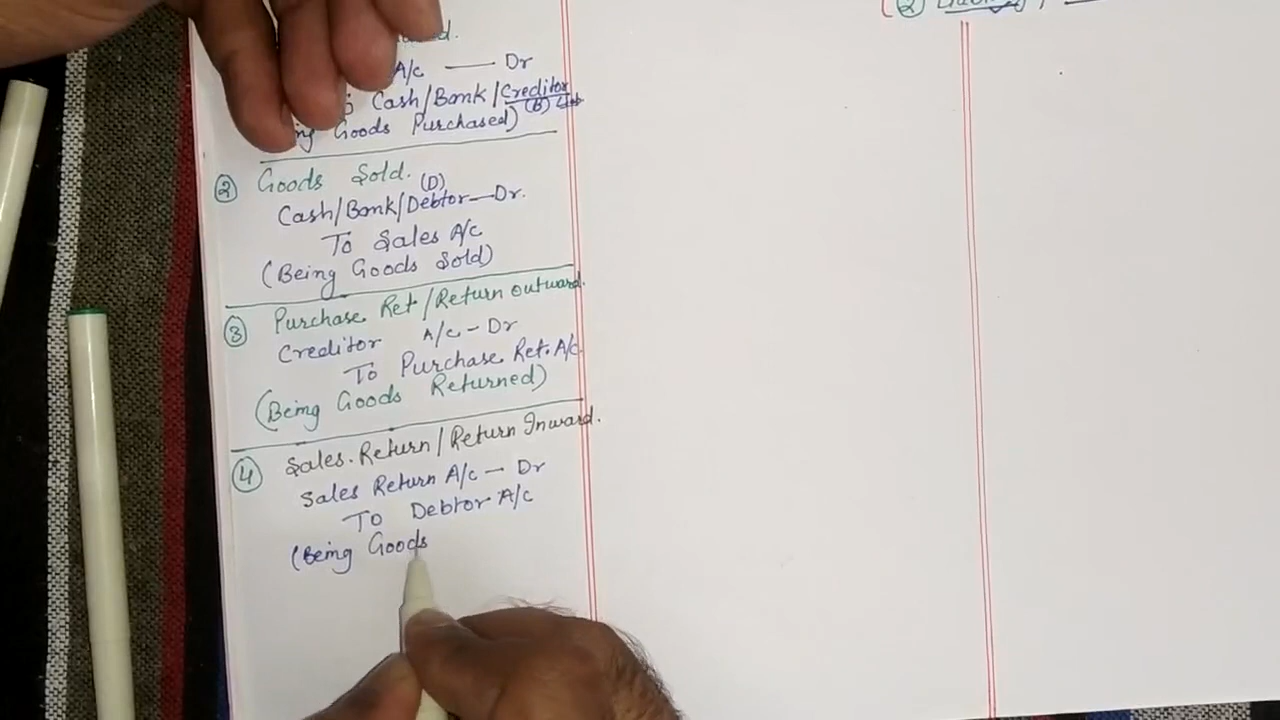 A/c — Dr
Cash/Bank/Creditor
(B)
Goods Purchased)
② Goods Sold.
(D)
Cash/Bank/Debtor — Dr.
To Sales A/c
(Being Goods Sold)
③ Purchase Ret/Return outward.
Creditor A/c - Dr
To Purchase Ret. A/c
(Being Goods Returned)
④ Sales. Return/Return Inward.
Sales Return A/c - Dr
To Debtor A/c
(Being Goods